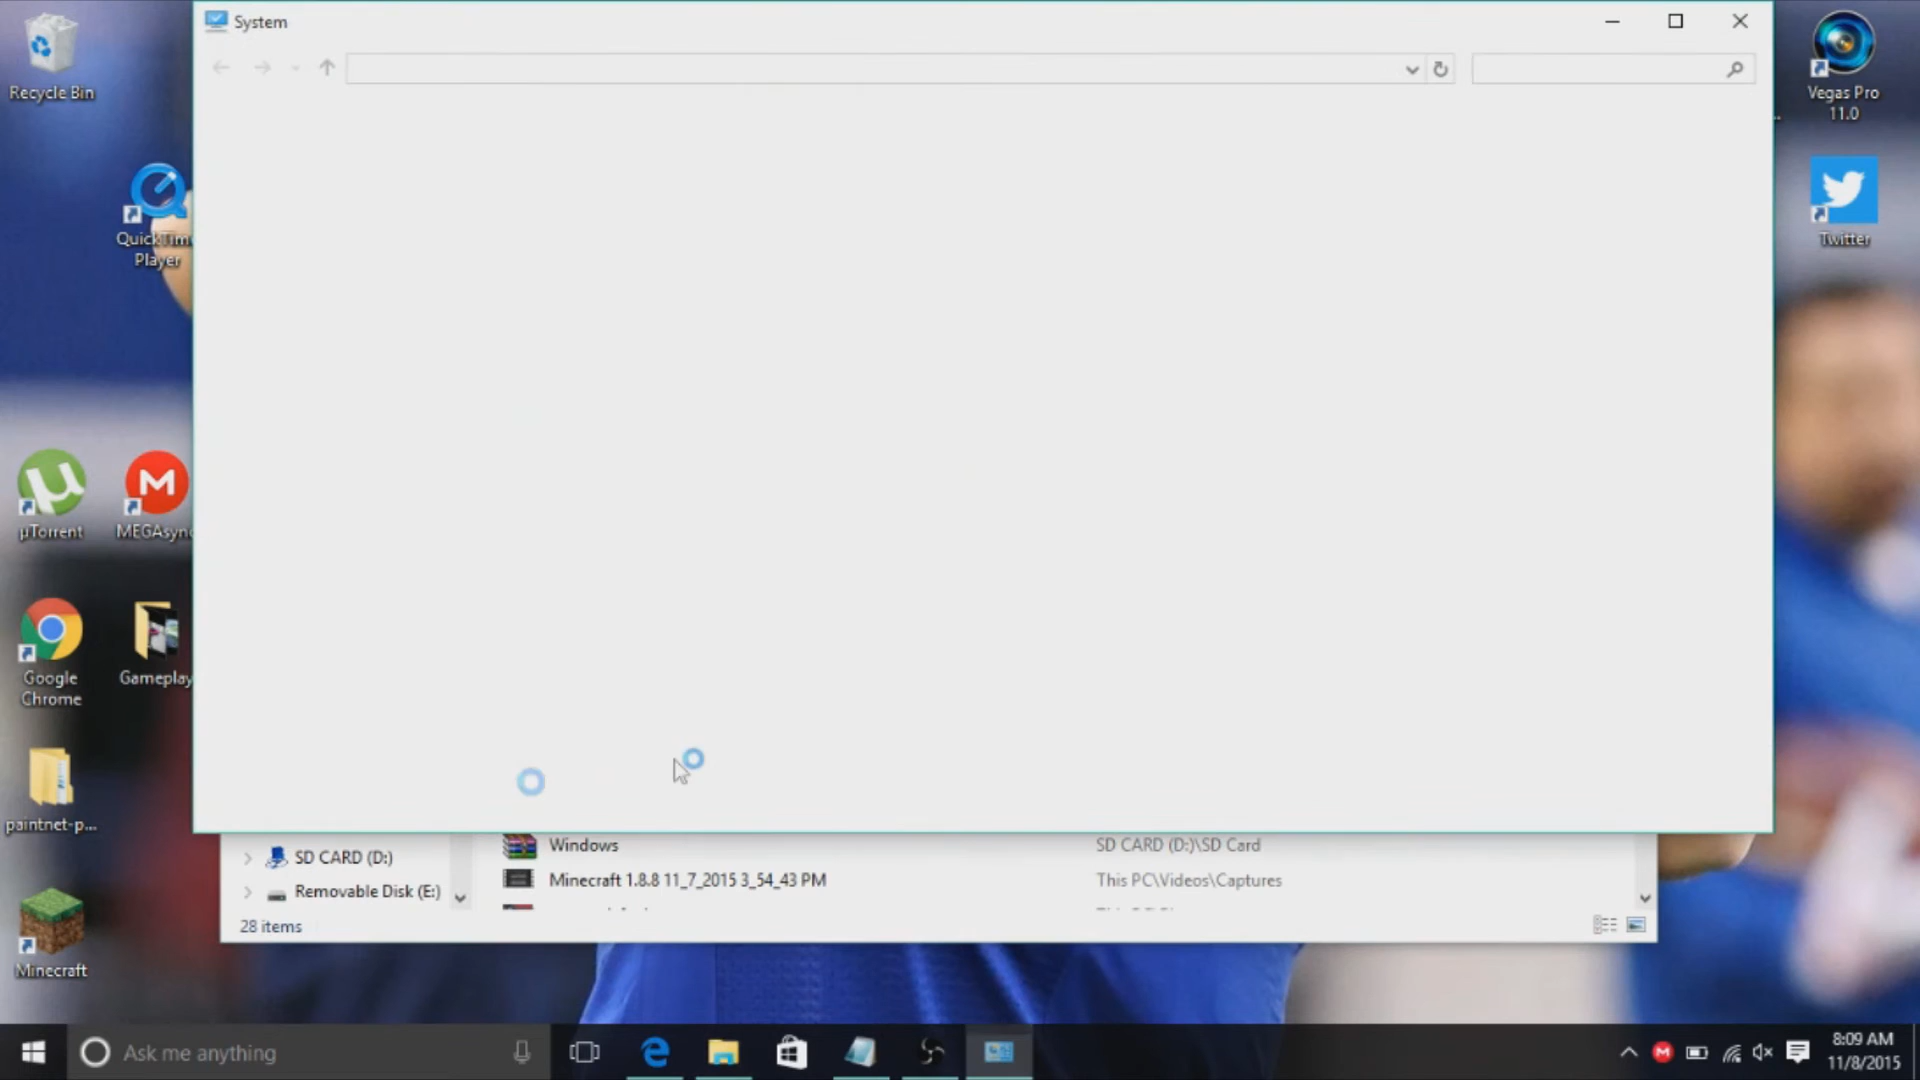 System
Recycle Bin
Vegas Pro
11.0
Player
Twitter
µTorrent
MEGAsync
Google
Chrome
Gameplay
paintnet-p...
Minecraft
SD CARD (D:)
Removable Disk (E:)
Windows
SD CARD (D:)\SD Card
Minecraft 1.8.8 11_7_2015 3_54_43 PM
This PC\Videos\Captures
28 items
Ask me anything
8:09 AM
11/8/2015